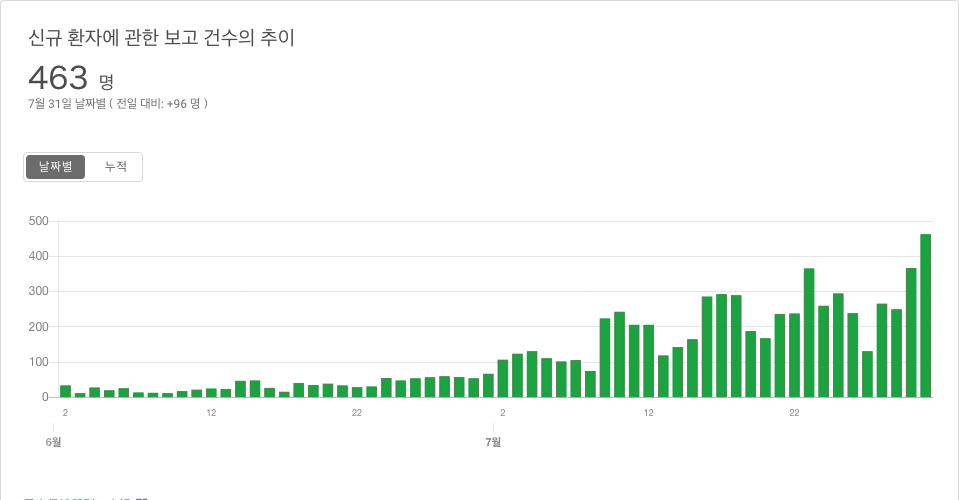 신규 환자에 관한 보고 건수의 추이
463 명
7월 31일 날짜별 ( 전일 대비: +96 명 )
날짜별 누적
500
400
300
200
100
0
2 12 22 2 12 22
6월 7월